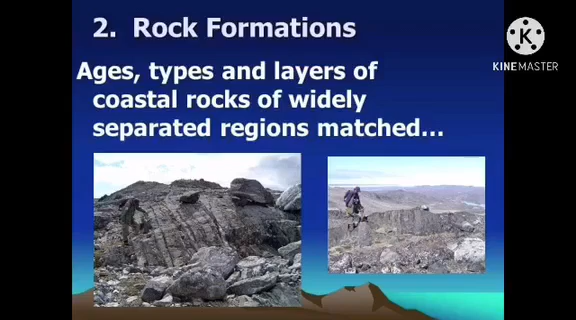 2. Rock Formations
Ages, types and layers of
coastal rocks of widely
separated regions matched...
K
KINEMASTER